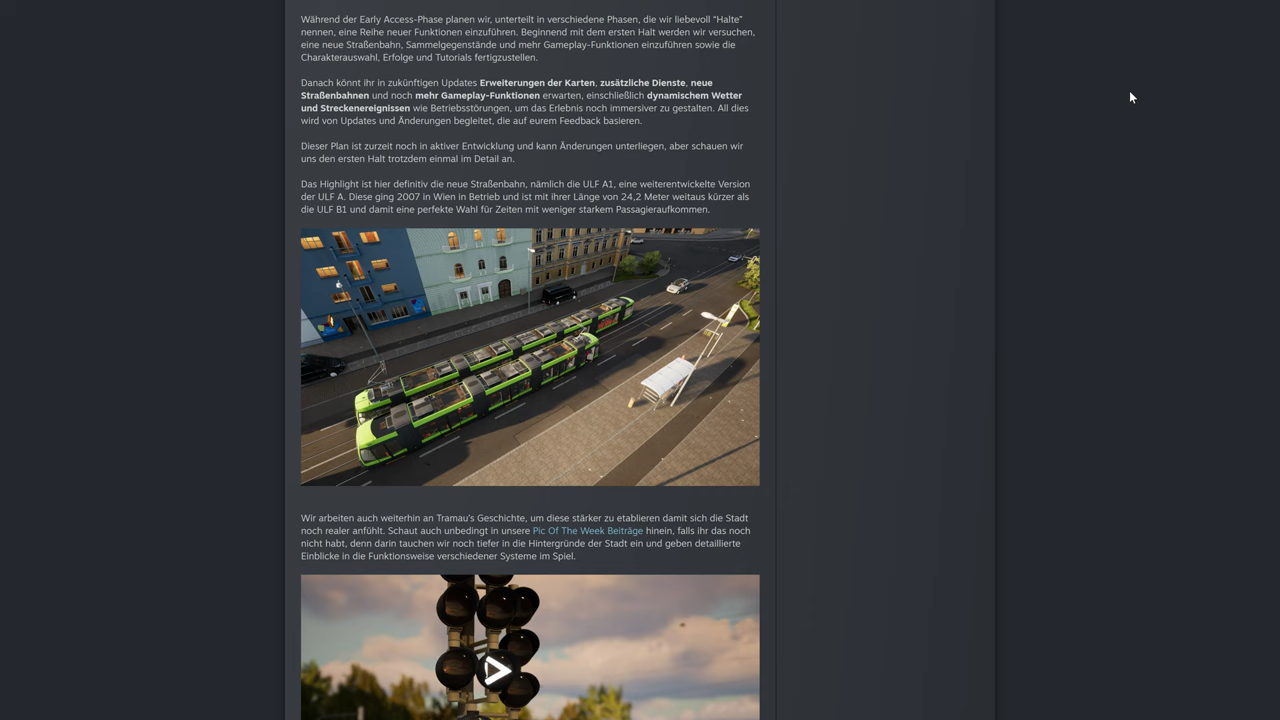 Während der Early Access-Phase planen wir, unterteilt in verschiedene Phasen, die wir liebevoll “Halte”
nennen, eine Reihe neuer Funktionen einzuführen. Beginnend mit dem ersten Halt werden wir versuchen,
eine neue Straßenbahn, Sammelgegenstände und mehr Gameplay-Funktionen einzuführen sowie die
Charakterauswahl, Erfolge und Tutorials fertigzustellen.
Danach könnt ihr in zukünftigen Updates Erweiterungen der Karten, zusätzliche Dienste, neue
Straßenbahnen und noch mehr Gameplay-Funktionen erwarten, einschließlich dynamischem Wetter
und Streckenereignissen wie Betriebsstörungen, um das Erlebnis noch immersiver zu gestalten. All dies
wird von Updates und Änderungen begleitet, die auf eurem Feedback basieren.
Dieser Plan ist zurzeit noch in aktiver Entwicklung und kann Änderungen unterliegen, aber schauen wir
uns den ersten Halt trotzdem einmal im Detail an.
Das Highlight ist hier definitiv die neue Straßenbahn, nämlich die ULF A1, eine weiterentwickelte Version
der ULF A. Diese ging 2007 in Wien in Betrieb und ist mit ihrer Länge von 24,2 Meter weitaus kürzer als
die ULF B1 und damit eine perfekte Wahl für Zeiten mit weniger starkem Passagieraufkommen.
Wir arbeiten auch weiterhin an Tramau's Geschichte, um diese stärker zu etablieren damit sich die Stadt
noch realer anfühlt. Schaut auch unbedingt in unsere Pic Of The Week Beiträge hinein, falls ihr das noch
nicht habt, denn darin tauchen wir noch tiefer in die Hintergründe der Stadt ein und geben detaillierte
Einblicke in die Funktionsweise verschiedener Systeme im Spiel.